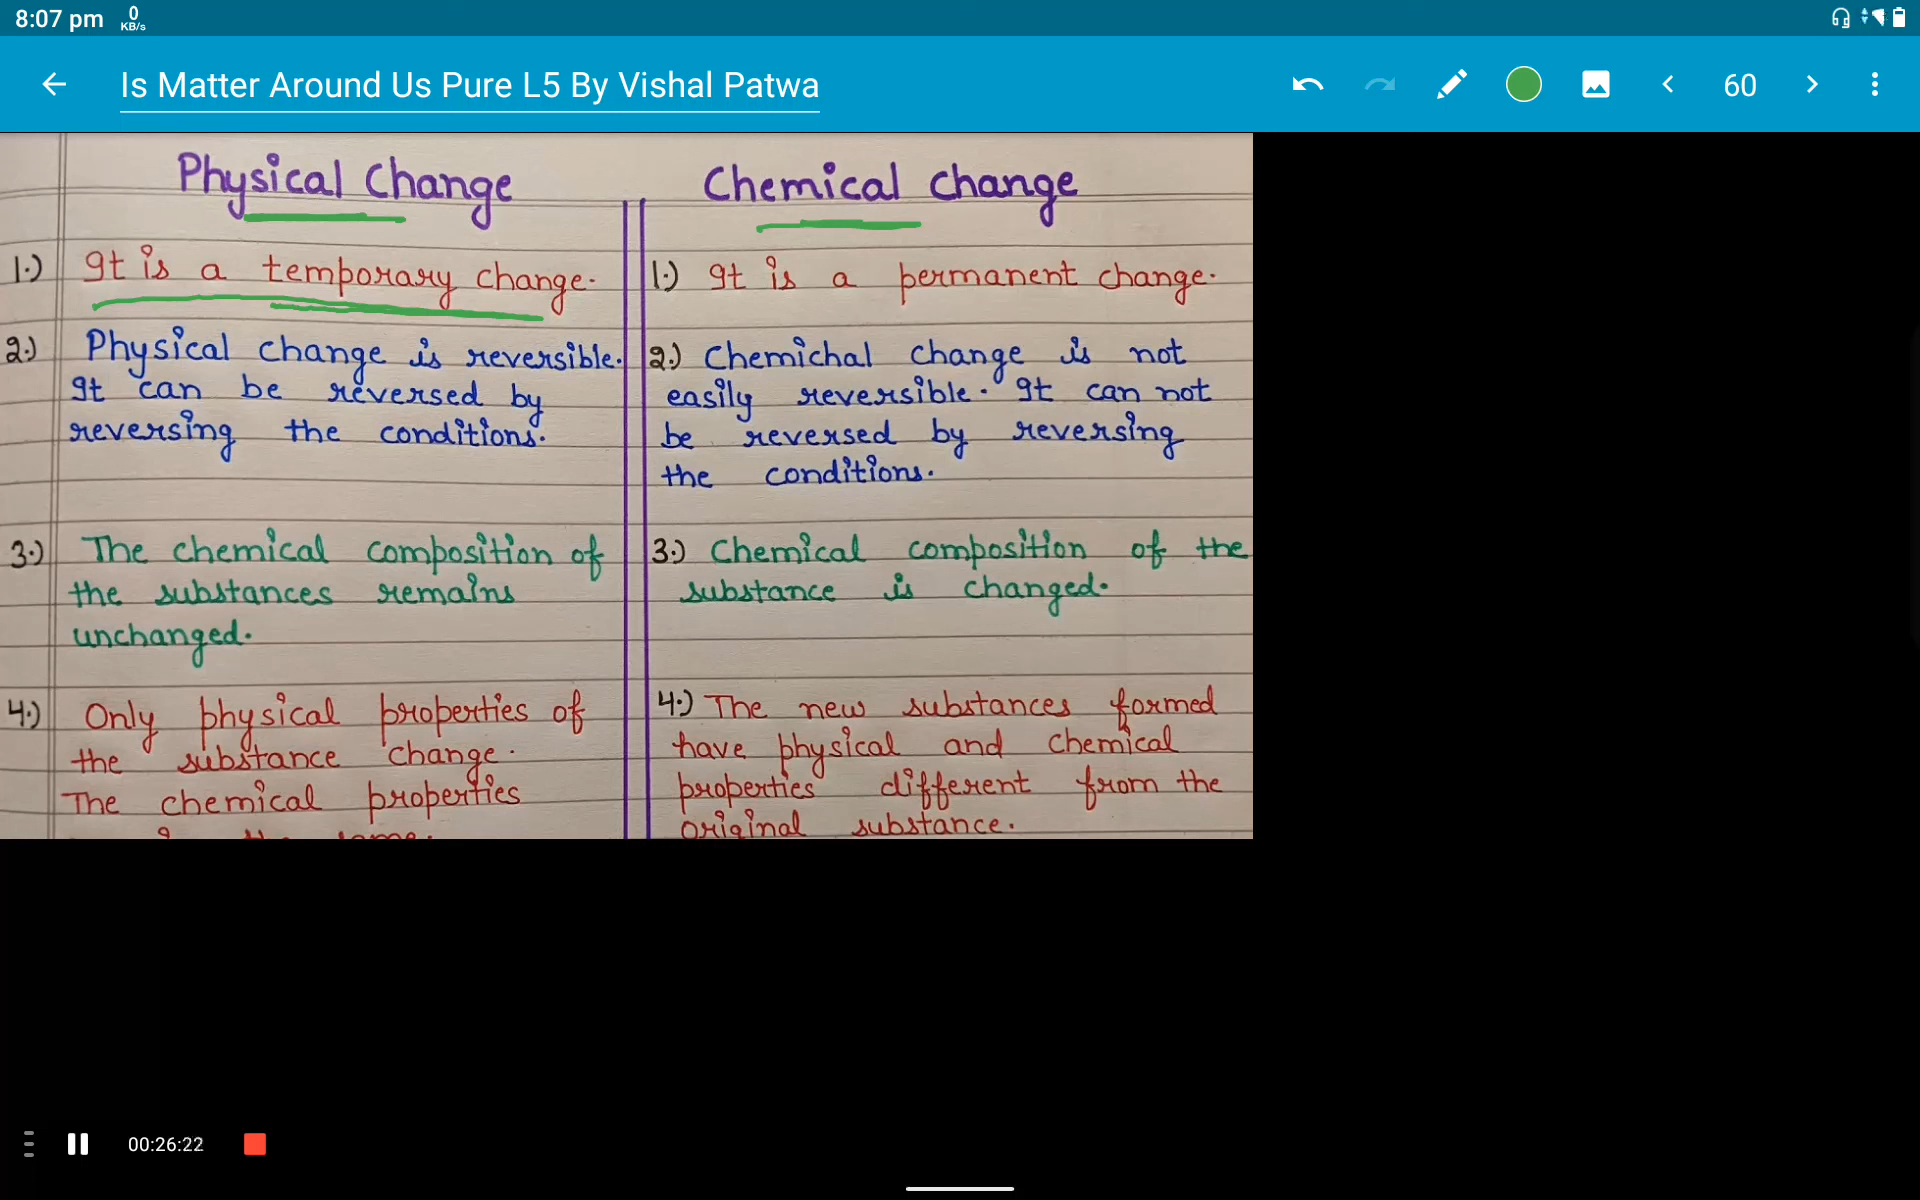 8:07 pm 0 KB/s
Is Matter Around Us Pure L5 By Vishal Patwa
60
Physical Change
1.) It is a temporary change.
2.) Physical change is reversible.
It can be reversed by
reversing the conditions.
3.) The chemical composition of
the substances remains
unchanged.
4.) Only physical properties of
the substance change.
The chemical properties
same.
Chemical change
1.) It is a permanent change.
2.) Chemichal change is not
easily reversible. It can not
be reversed by reversing
the conditions.
3.) Chemical composition of the
substance is changed.
4.) The new substances formed
have physical and chemical
properties different from the
original substance.
00:26:22